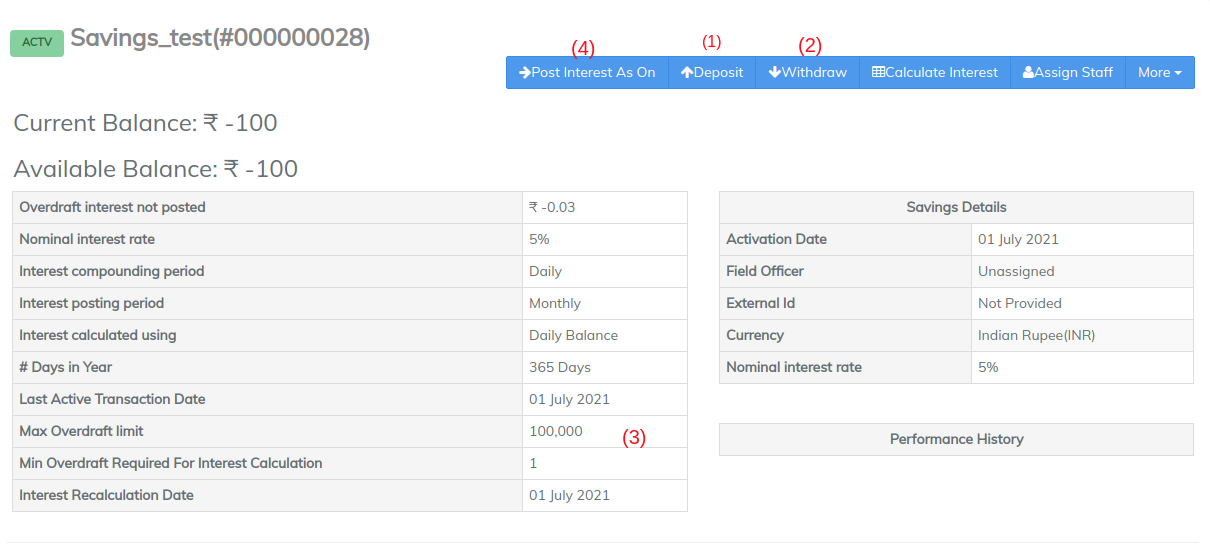 ACTV Savings_test(#000000028)
(4) (1) (2)
Post Interest As On Deposit Withdraw Calculate Interest Assign Staff More
Current Balance: ₹ -100
Available Balance: ₹ -100
Overdraft interest not posted ₹ -0.03
Nominal interest rate 5%
Interest compounding period Daily
Interest posting period Monthly
Interest calculated using Daily Balance
# Days in Year 365 Days
Last Active Transaction Date 01 July 2021
Max Overdraft limit 100,000 (3)
Min Overdraft Required For Interest Calculation 1
Interest Recalculation Date 01 July 2021
Savings Details
Activation Date 01 July 2021
Field Officer Unassigned
External Id Not Provided
Currency Indian Rupee(INR)
Nominal interest rate 5%
Performance History